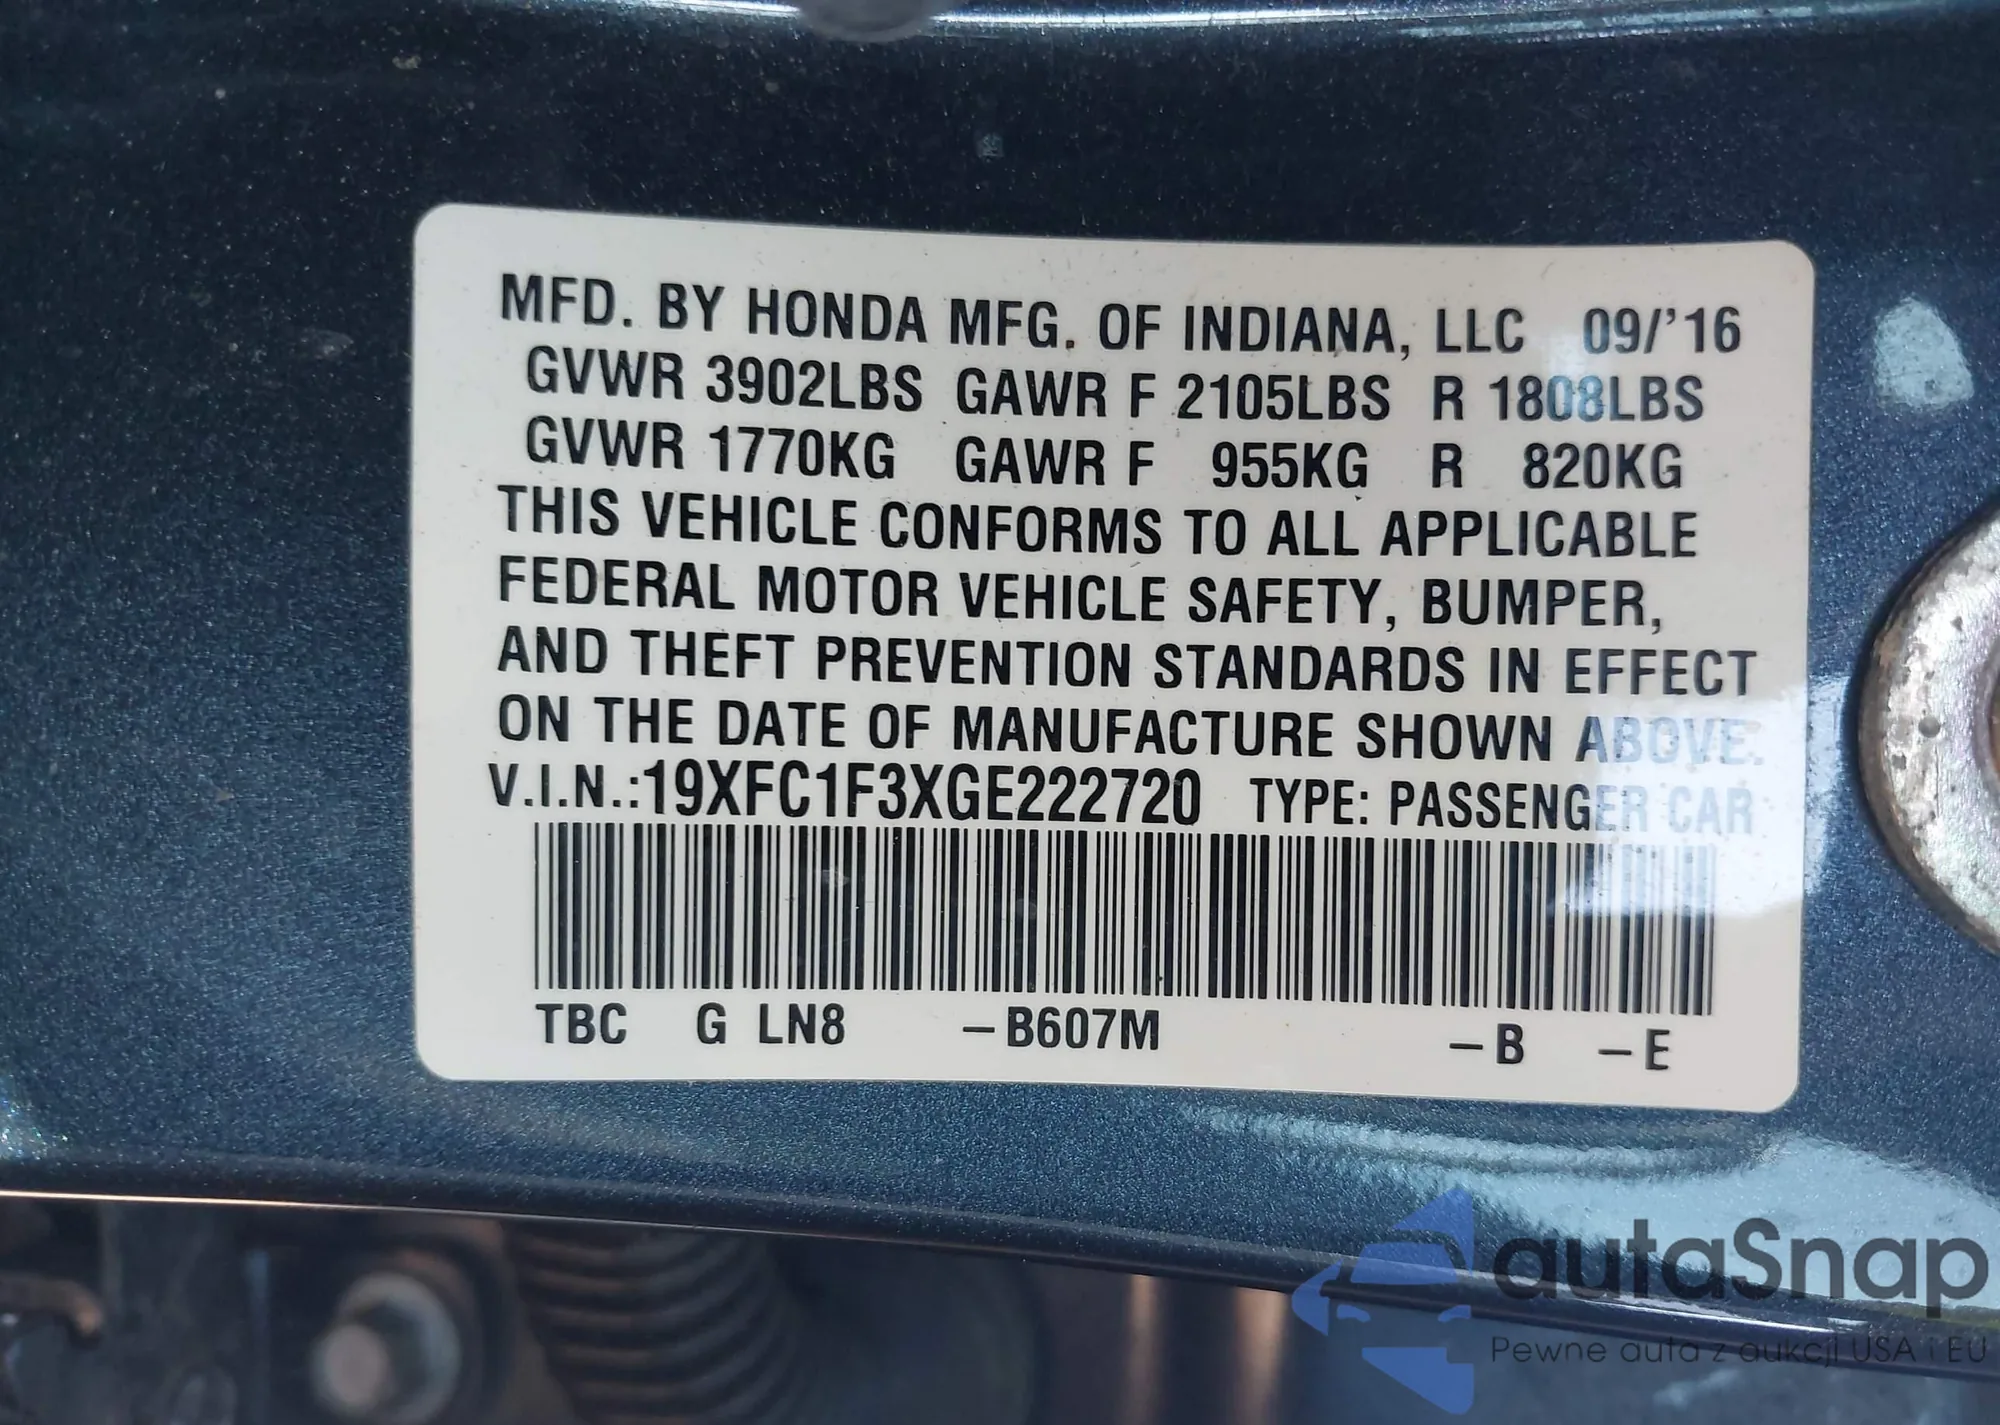 MFD. BY HONDA MFG. OF INDIANA, LLC 09/'16
GVWR 3902LBS GAWR F 2105LBS R 1808LBS
GVWR 1770KG GAWR F 955KG R 820KG
THIS VEHICLE CONFORMS TO ALL APPLICABLE
FEDERAL MOTOR VEHICLE SAFETY, BUMPER,
AND THEFT PREVENTION STANDARDS IN EFFECT
ON THE DATE OF MANUFACTURE SHOWN ABOVE.
V.I.N.:19XFC1F3XGE222720 TYPE: PASSENGER CAR
TBC G LN8 –B607M –B –E
autaSnap
Pewne auta z aukcji USA i EU